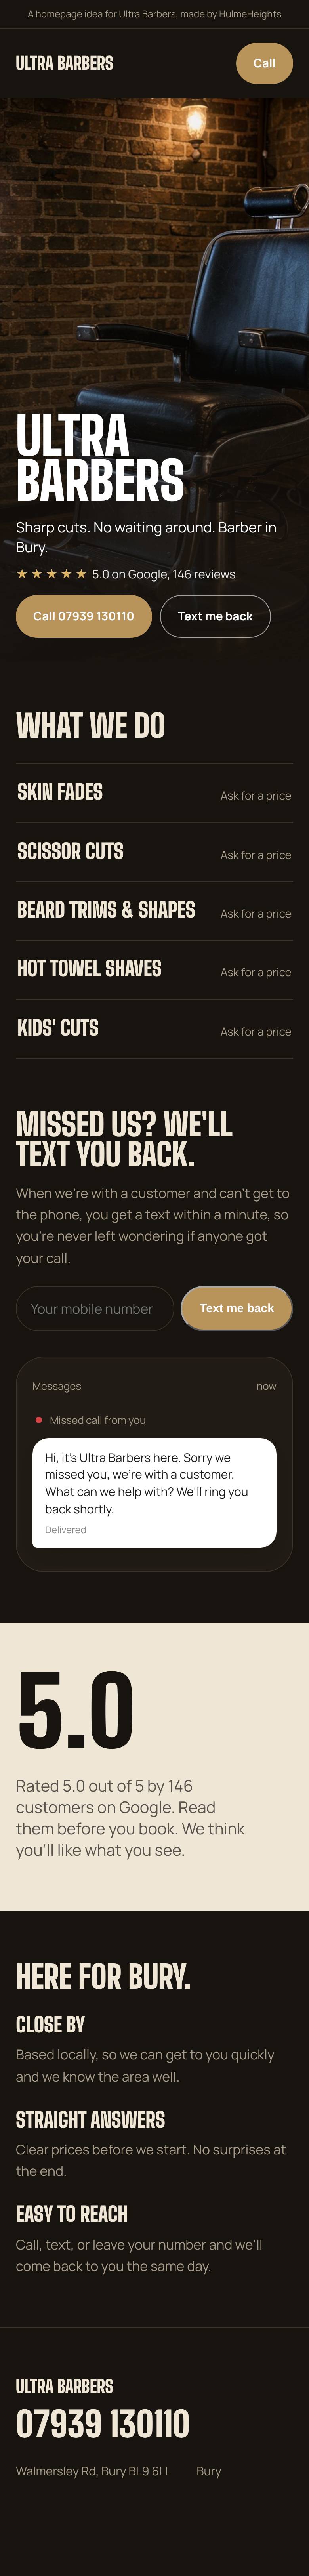 A homepage idea for Ultra Barbers, made by HulmeHeights
ULTRA BARBERS
Call
ULTRA
BARBERS
Sharp cuts. No waiting around. Barber in
Bury.
★★★★★ 5.0 on Google, 146 reviews
Call 07939 130110
Text me back
WHAT WE DO
SKIN FADES
Ask for a price
SCISSOR CUTS
Ask for a price
BEARD TRIMS & SHAPES
Ask for a price
HOT TOWEL SHAVES
Ask for a price
KIDS' CUTS
Ask for a price
MISSED US? WE'LL
TEXT YOU BACK.
When we're with a customer and can't get to
the phone, you get a text within a minute, so
you're never left wondering if anyone got
your call.
Your mobile number
Text me back
Messages
now
Missed call from you
Hi, it's Ultra Barbers here. Sorry we
missed you, we're with a customer.
What can we help with? We'll ring you
back shortly.
Delivered
5.0
Rated 5.0 out of 5 by 146
customers on Google. Read
them before you book. We think
you'll like what you see.
HERE FOR BURY.
CLOSE BY
Based locally, so we can get to you quickly
and we know the area well.
STRAIGHT ANSWERS
Clear prices before we start. No surprises at
the end.
EASY TO REACH
Call, text, or leave your number and we'll
come back to you the same day.
ULTRA BARBERS
07939 130110
Walmersley Rd, Bury BL9 6LL
Bury